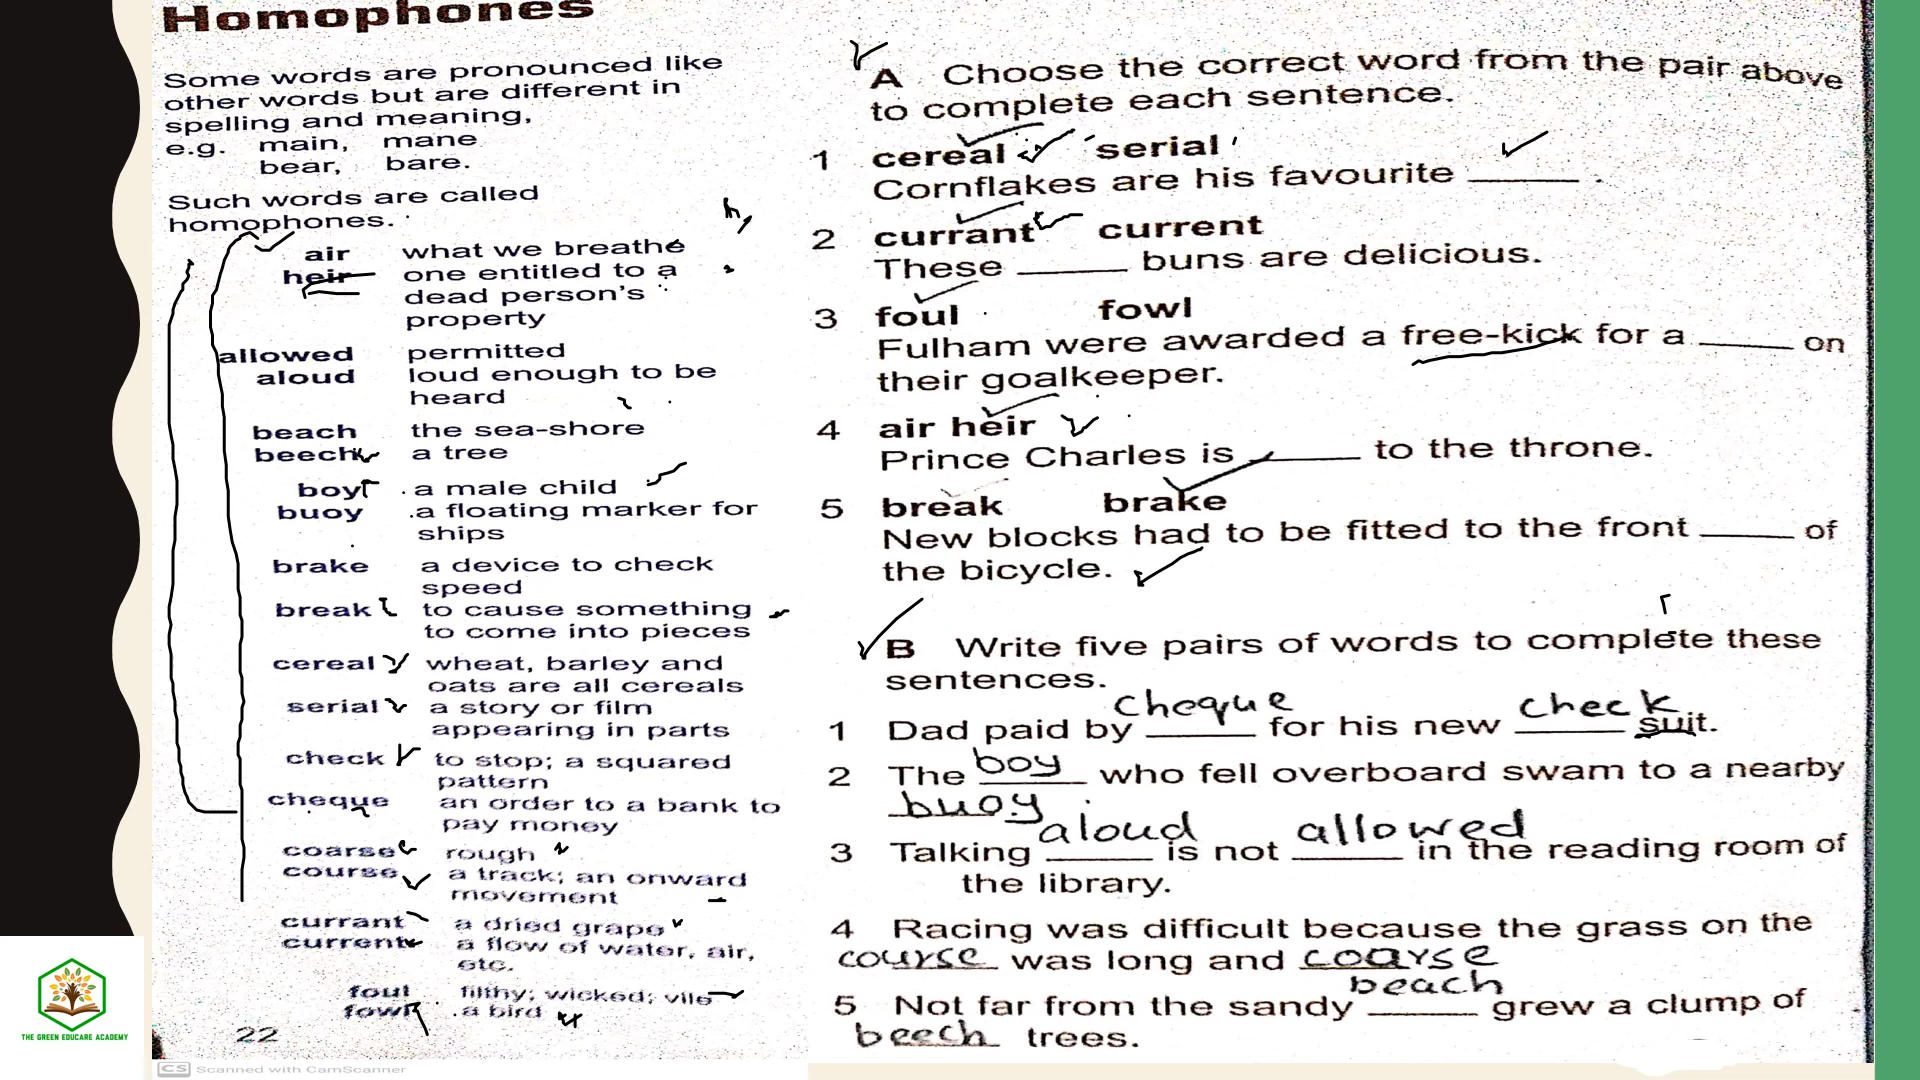 Homophones
Some words are pronounced like
other words but are different in
spelling and meaning,
e.g. main, mane
bear, bare.
Such words are called
homophones.
air what we breathe
heir one entitled to a
dead person's
property
allowed permitted
aloud loud enough to be
heard
beach the sea-shore
beech a tree
boy a male child
buoy a floating marker for
ships
brake a device to check
speed
break to cause something
to come into pieces
cereal wheat, barley and
oats are all cereals
serial a story or film
appearing in parts
check to stop; a squared
pattern
cheque an order to a bank to
pay money
coarse rough
course a track; an onward
movement
currant a dried grape
current a flow of water, air,
etc.
foul filthy; wicked; vile
fowl a bird
22
CS Scanned with CamScanner
A Choose the correct word from the pair above
to complete each sentence.
1 cereal 'serial'
Cornflakes are his favourite ______ .
2 currant current
These ______ buns are delicious.
3 foul fowl
Fulham were awarded a free-kick for a ______ on
their goalkeeper.
4 air heir
Prince Charles is ______ to the throne.
5 break brake
New blocks had to be fitted to the front ______ of
the bicycle.
B Write five pairs of words to complete these
sentences.
1 Dad paid by cheque for his new check suit.
2 The boy who fell overboard swam to a nearby
buoy.
3 Talking aloud is not allowed in the reading room of
the library.
4 Racing was difficult because the grass on the
course was long and coarse
5 Not far from the sandy beach grew a clump of
beech trees.
THE GREEN EDUCARE ACADEMY